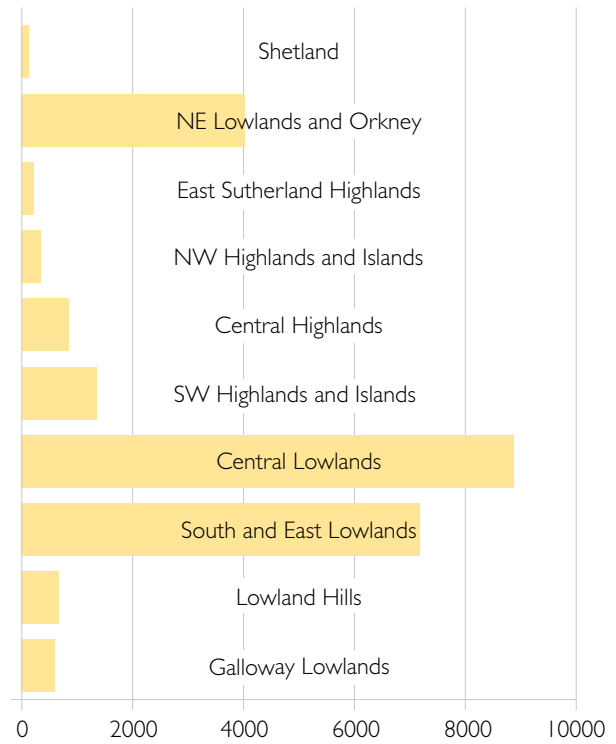 Shetland
NE Lowlands and Orkney
East Sutherland Highlands
NW Highlands and Islands
Central Highlands
SW Highlands and Islands
Central Lowlands
South and East Lowlands
Lowland Hills
Galloway Lowlands
0 2000 4000 6000 8000 10000